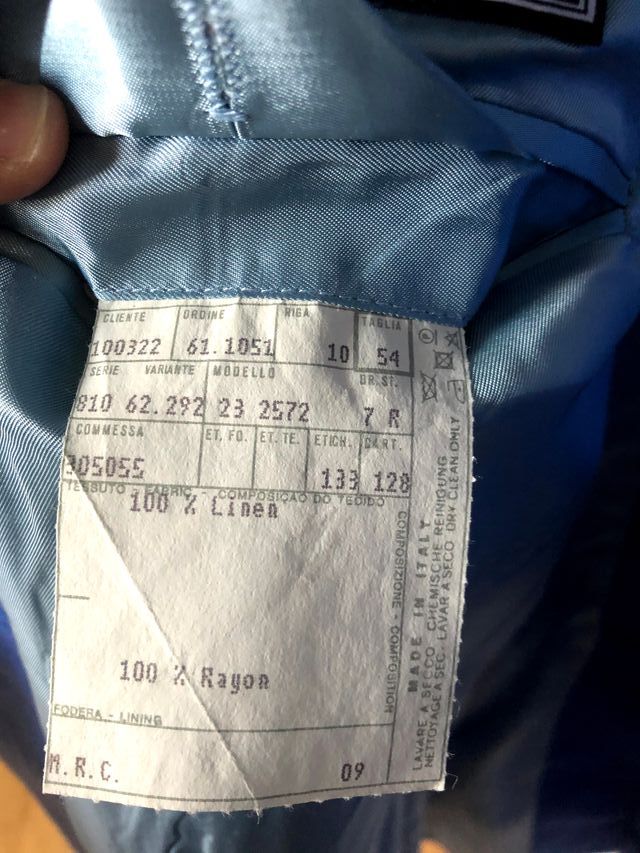 CLIENTE ORDINE RIGA TAGLIA
100322 61.1051 10 54
SERIE VARIANTE MODELLO DR.ST.
810 62.292 23 2572 7 R
COMMESSA ET. FO. ET. TE. ETICH. CART.
305055 133 128
TESSUTO - FABRIC - COMPOSIÇAO DO TECIDO
100 % Linen
100 % Rayon
FODERA - LINING
M.R.C. 09
COMPOSIZIONE - COMPOSITION
MADE IN ITALY
LAVARE A SECCO - CHEMISCHE REINIGUNG
NETTOYAGE A SEC. LAVAR A SECO DRY CLEAN ONLY